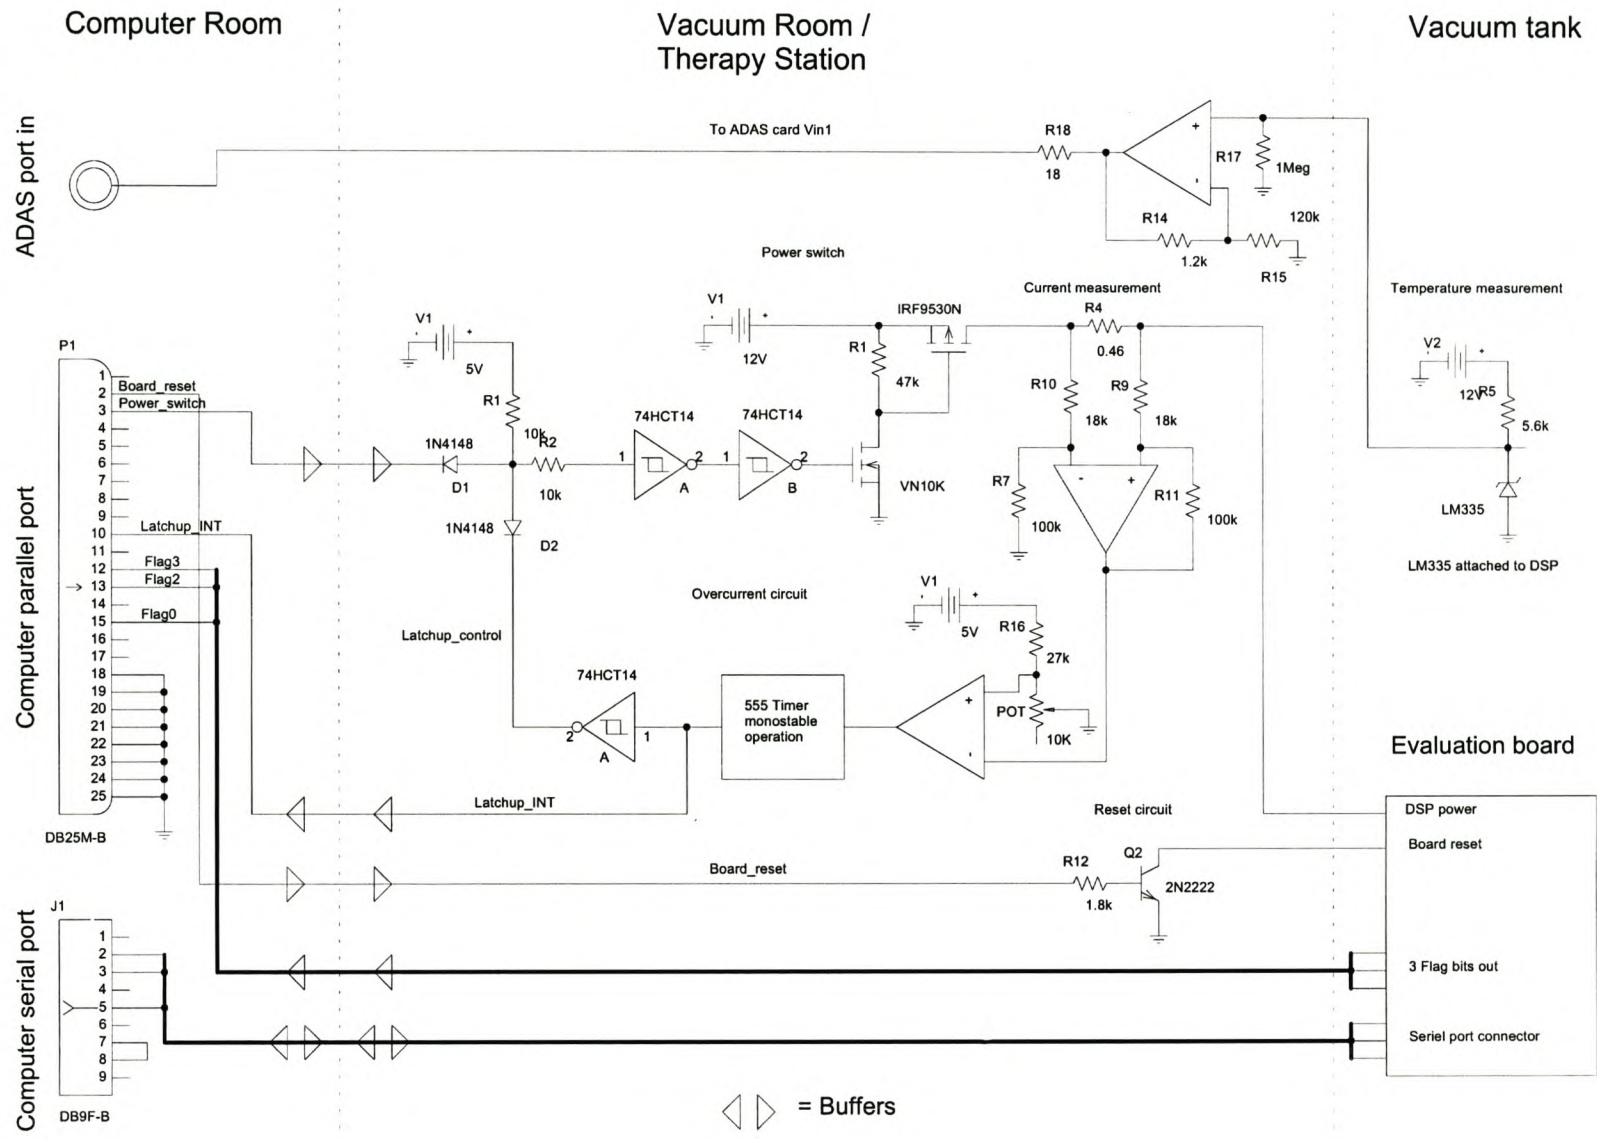 Computer Room
Vacuum Room /
Therapy Station
Vacuum tank
ADAS port in
To ADAS card Vin1
R18
18
+
-
R17
1Meg
R14
1.2k
120k
R15
Power switch
Current measurement
Temperature measurement
V1
+
-
5V
R1
10k
V1
+
-
12V
R1
47k
IRF9530N
R4
0.46
R10
18k
R9
18k
V2
+
-
12V
R5
5.6k
LM335
LM335 attached to DSP
Computer parallel port
P1
1
2
3
4
5
6
7
8
9
10
11
12
13
14
15
16
17
18
19
20
21
22
23
24
25
DB25M-B
Board_reset
Power_switch
Latchup_INT
Flag3
Flag2
Flag0
1N4148
D1
R2
10k
1N4148
D2
74HCT14
1
2
A
74HCT14
1
2
B
VN10K
R7
100k
-
+
R11
100k
Overcurrent circuit
Latchup_control
V1
+
-
5V
R16
27k
POT
10K
74HCT14
2
1
A
555 Timer
monostable
operation
+
-
Latchup_INT
Reset circuit
Board_reset
R12
1.8k
Q2
2N2222
Evaluation board
DSP power
Board reset
3 Flag bits out
Seriel port connector
Computer serial port
J1
1
2
3
4
5
6
7
8
9
DB9F-B
= Buffers